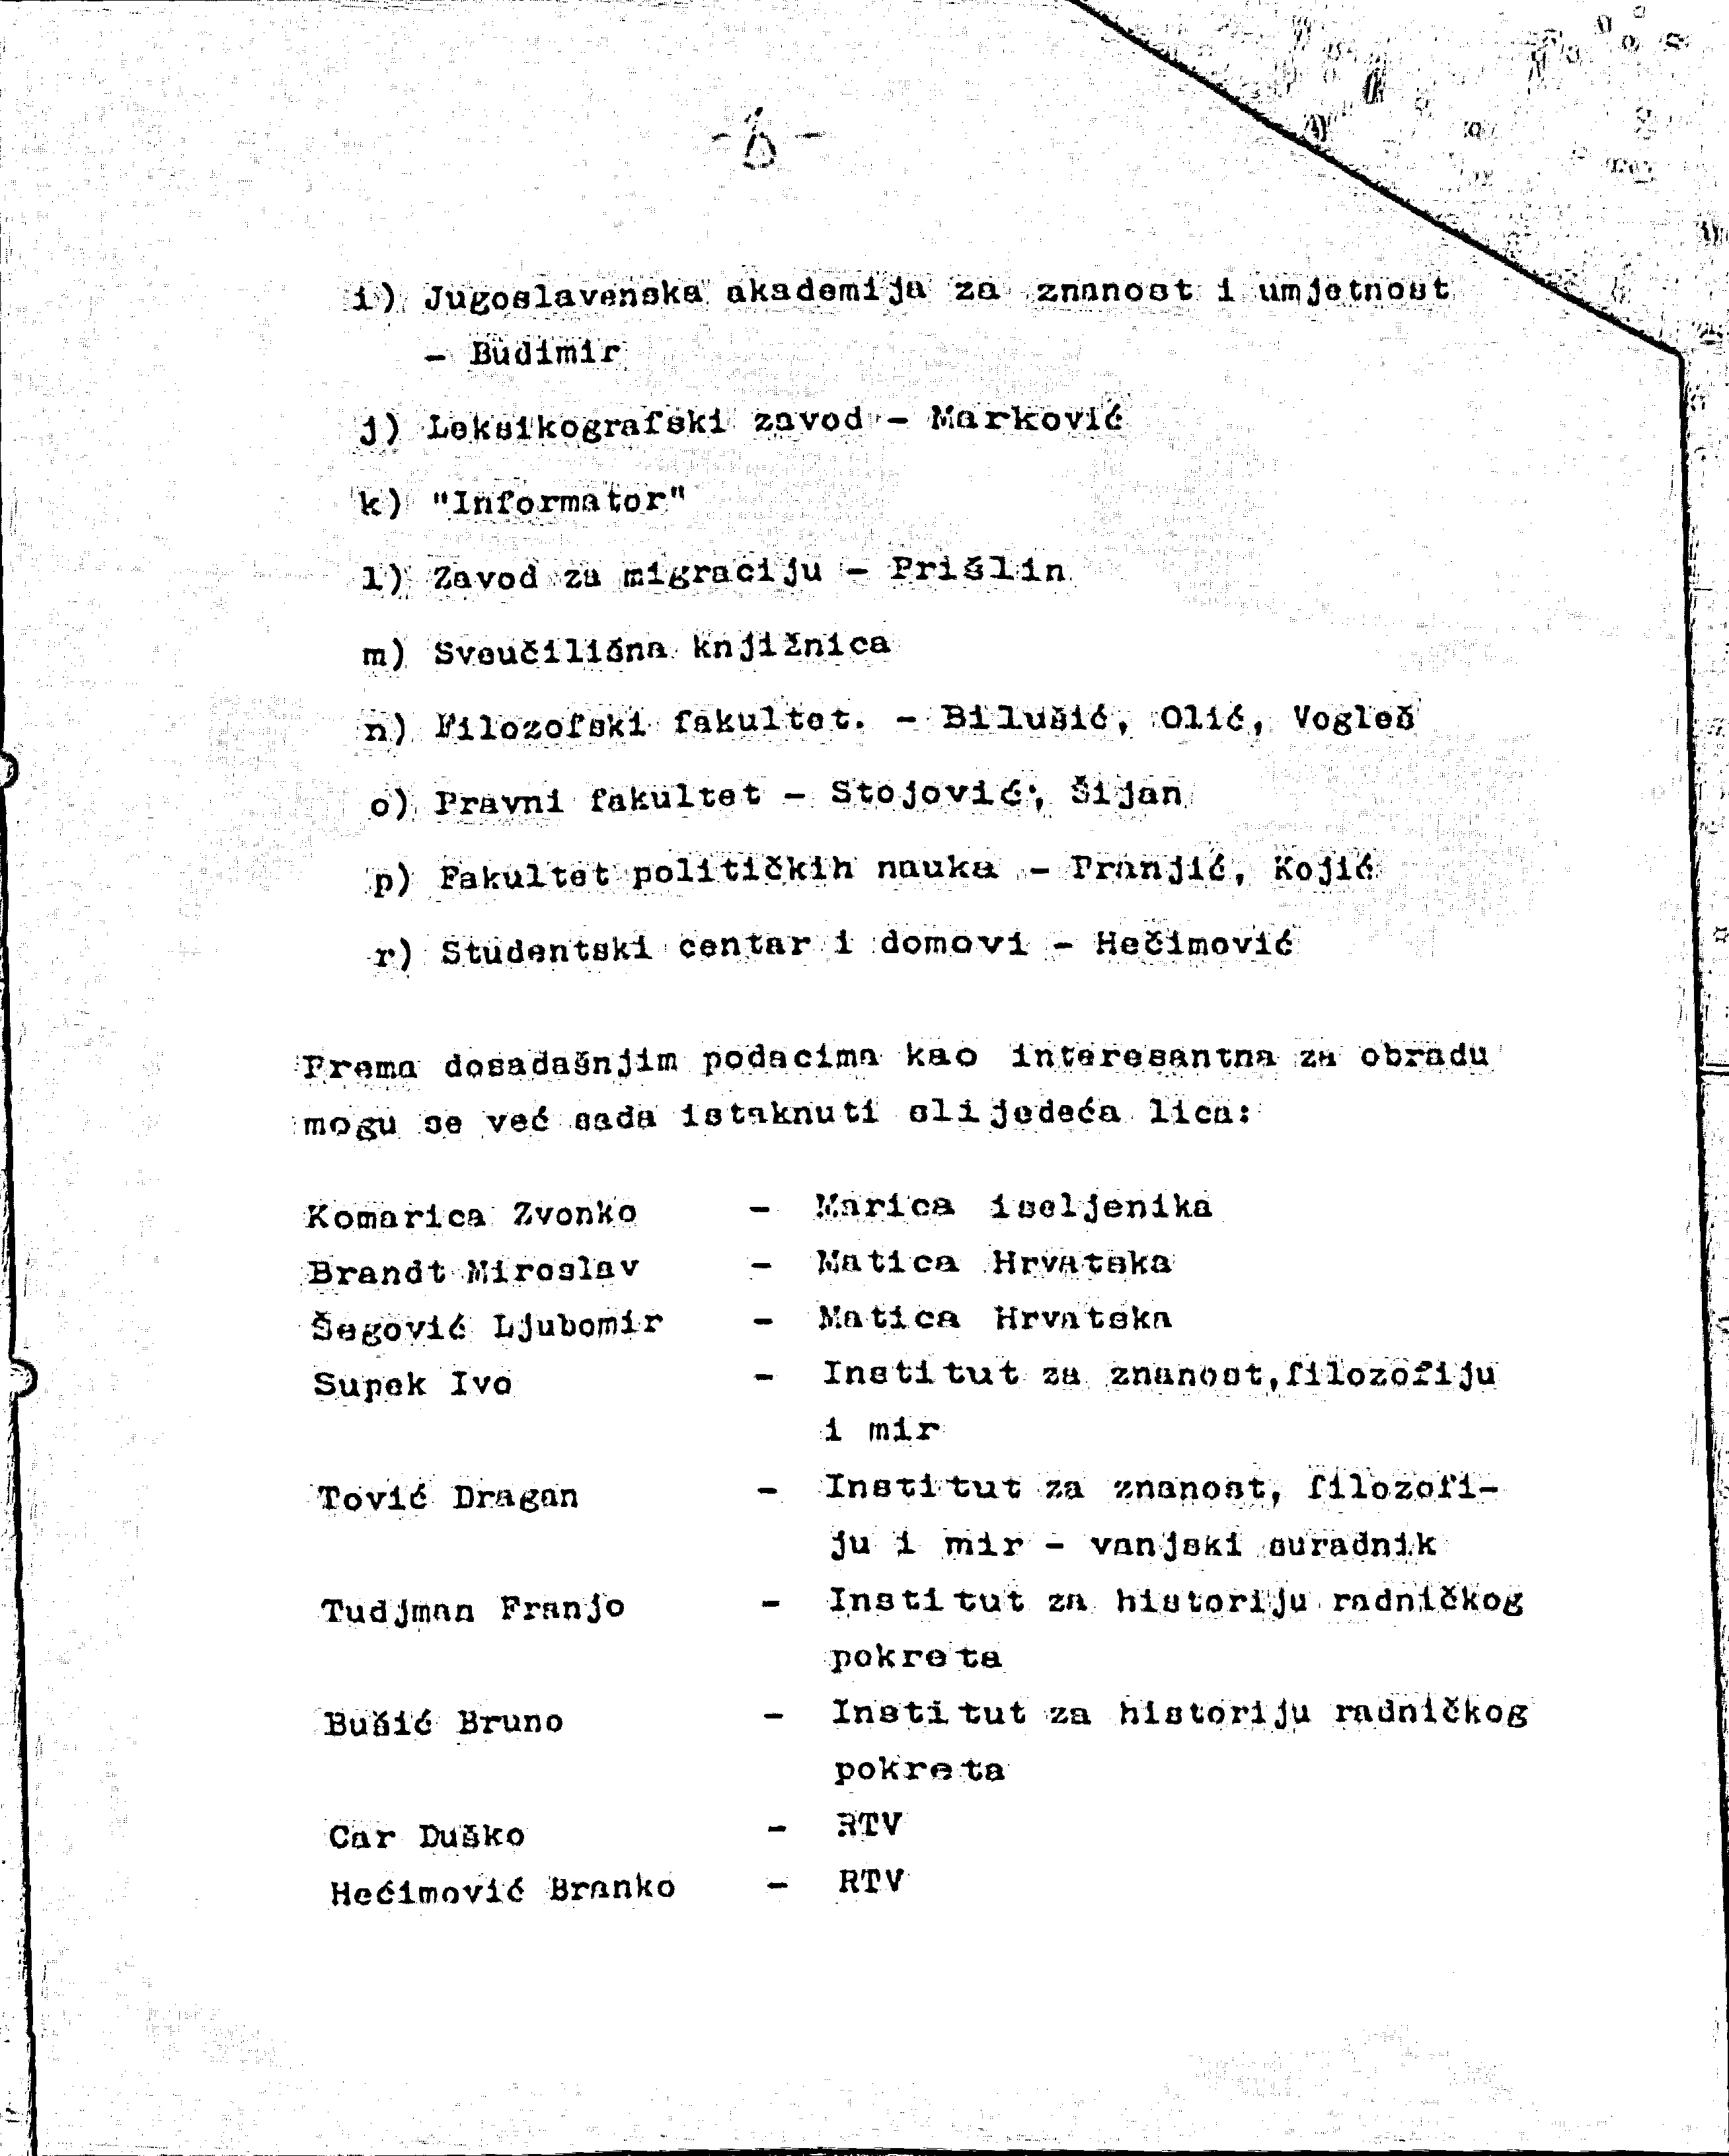 i) Jugoslavenska akademija za znanost i umjetnost
- Budimir
j) Leksikografski zavod - Marković
k) "Informator"
l) Zavod za migraciju - Prišlin
m) Sveučilišna knjižnica
n) Filozofski fakultet. - Bilušić, Olić, Vogleš
o) Pravni fakultet - Stojović, Šijan
p) Fakultet političkih nauka - Franjić, Kojić
r) Studentski centar i domovi - Hećimović
Prema dosadašnjim podacima kao interesantna za obradu
mogu se već sada istaknuti slijedeća lica:
Komarica Zvonko - Marica iseljenika
Brandt Miroslav - Matica Hrvatska
Šegović Ljubomir - Matica Hrvatska
Supek Ivo - Institut za znanost,filozofiju
i mir
Tović Dragan - Institut za znanost, filozofi-
ju i mir - vanjski suradnik
Tudjman Franjo - Institut za historiju radničkog
pokreta
Bušić Bruno - Institut za historiju radničkog
pokreta
Car Duško - RTV
Hećimović Branko - RTV